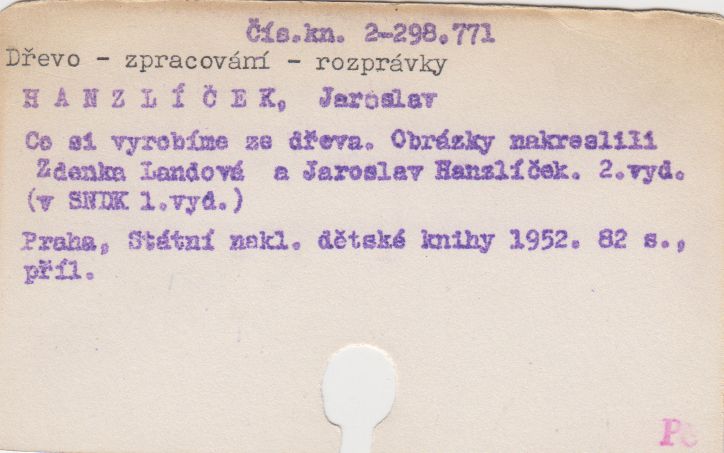 Čís.kn. 2-298.771
Dřevo - zpracování - rozprávky
H A N Z L Í Č E K, Jaroslav
Co si vyrobíme ze dřeva. Obrázky nakreslili
Zdenka Landová a Jaroslav Hanzlíček. 2.vyd.
(v SNDK 1.vyd.)
Praha, Státní nakl. dětské knihy 1952. 82 s.,
příl.